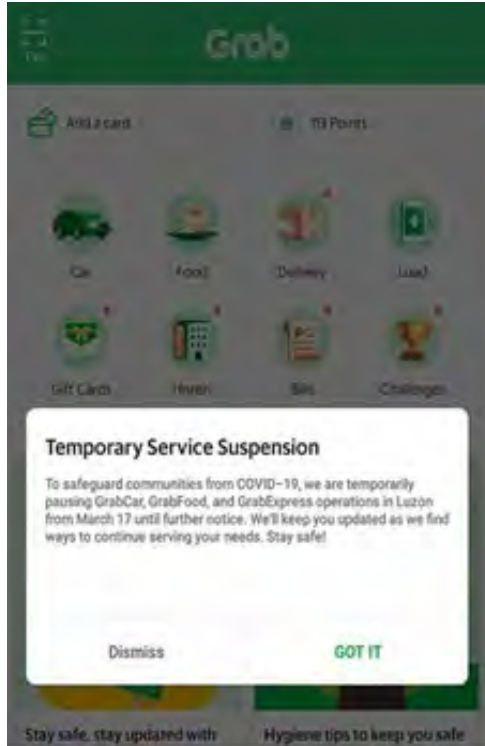 Grab
Add a card
113 Points
Car
Food
Delivery
Load
Gift Cards
Hotels
Bills
Challenges
Temporary Service Suspension
To safeguard communities from COVID-19, we are temporarily
pausing GrabCar, GrabFood, and GrabExpress operations in Luzon
from March 17 until further notice. We'll keep you updated as we find
ways to continue serving your needs. Stay safe!
Dismiss
GOT IT
Stay safe, stay updated with
Hygiene tips to keep you safe